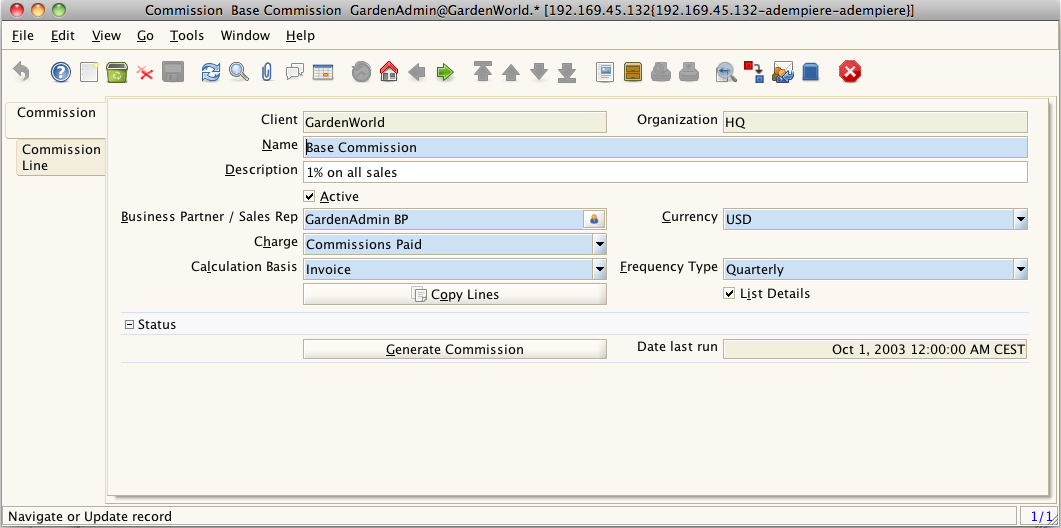 Commission Base Commission GardenAdmin@GardenWorld.* [192.169.45.132{192.169.45.132-adempiere-adempiere}]
File Edit View Go Tools Window Help
Commission
Commission
Line
Client GardenWorld Organization HQ
Name Base Commission
Description 1% on all sales
Active
Business Partner / Sales Rep GardenAdmin BP Currency USD
Charge Commissions Paid
Calculation Basis Invoice Frequency Type Quarterly
Copy Lines List Details
Status
Generate Commission Date last run Oct 1, 2003 12:00:00 AM CEST
Navigate or Update record 1/1